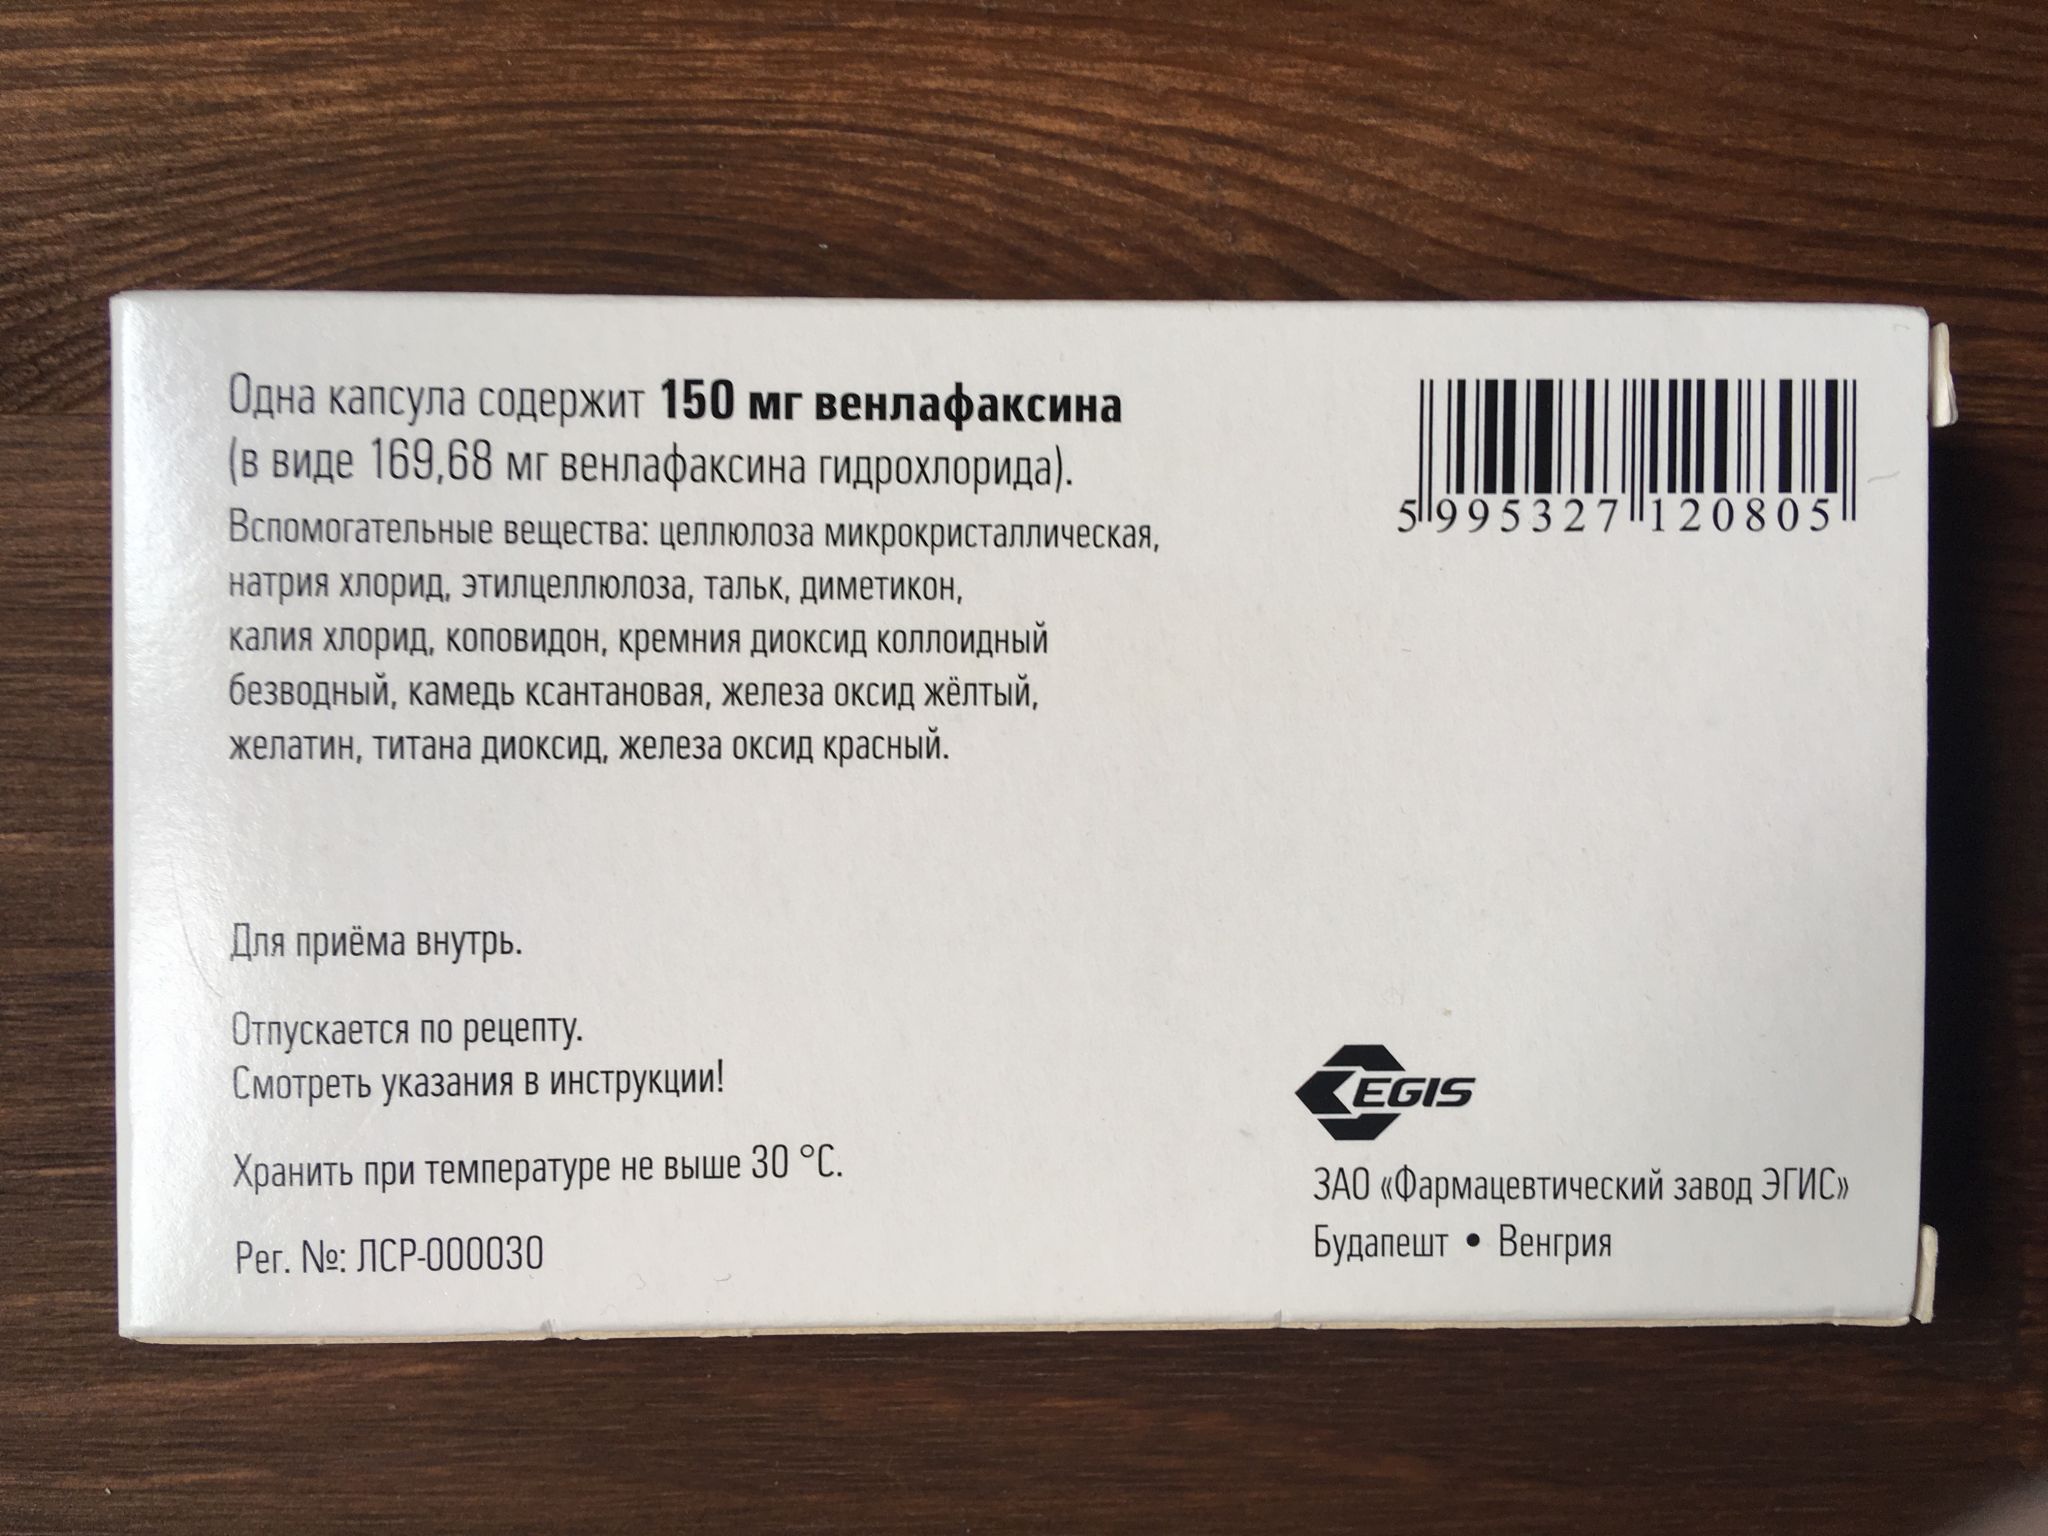 Одна капсула содержит 150 мг венлафаксина
(в виде 169,68 мг венлафаксина гидрохлорида).
Вспомогательные вещества: целлюлоза микрокристаллическая,
натрия хлорид, этилцеллюлоза, тальк, диметикон,
калия хлорид, коповидон, кремния диоксид коллоидный
безводный, камедь ксантановая, железа оксид жёлтый,
желатин, титана диоксид, железа оксид красный.
5 995327 120805
Для приёма внутрь.
Отпускается по рецепту.
Смотреть указания в инструкции!
Хранить при температуре не выше 30 °C.
Рег. №: ЛСР-000030
EGIS
ЗАО «Фармацевтический завод ЭГИС»
Будапешт • Венгрия